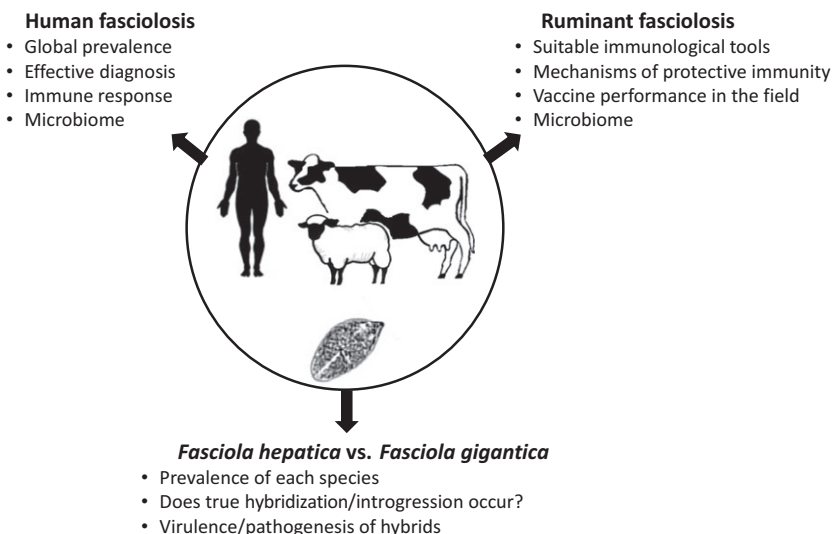 Human fasciolosis
• Global prevalence
• Effective diagnosis
• Immune response
• Microbiome
Ruminant fasciolosis
• Suitable immunological tools
• Mechanisms of protective immunity
• Vaccine performance in the field
• Microbiome
Fasciola hepatica vs. Fasciola gigantica
• Prevalence of each species
• Does true hybridization/introgression occur?
• Virulence/pathogenesis of hybrids